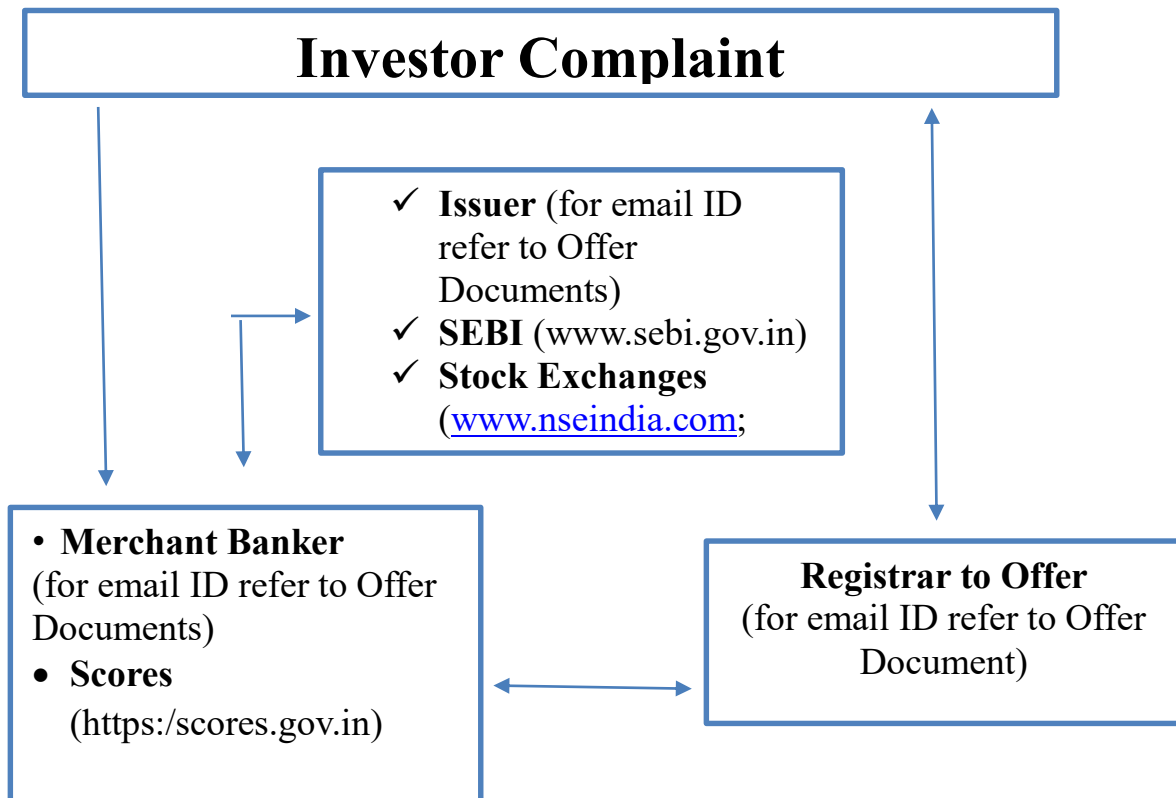 Investor Complaint
✓ Issuer (for email ID
refer to Offer
Documents)
✓ SEBI (www.sebi.gov.in)
✓ Stock Exchanges
(www.nseindia.com;
• Merchant Banker
(for email ID refer to Offer
Documents)
• Scores
(https:/scores.gov.in)
Registrar to Offer
(for email ID refer to Offer
Document)